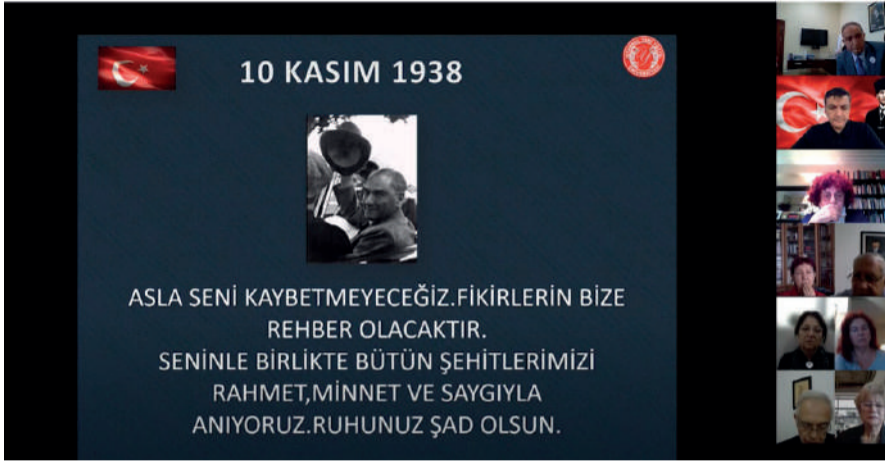 10 KASIM 1938
ASLA SENİ KAYBETMEYECEĞİZ.FİKİRLERİN BİZE
REHBER OLACAKTIR.
SENİNLE BİRLİKTE BÜTÜN ŞEHİTLERİMİZİ
RAHMET,MİNNET VE SAYGIYLA
ANIYORUZ.RUHUNUZ ŞAD OLSUN.